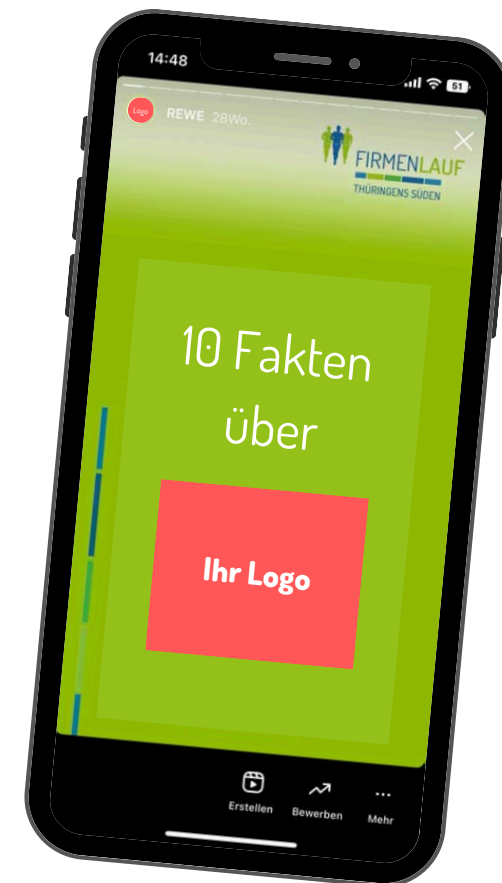 14:48
51
Logo
REWE 28Wo.
FIRMENLAUF
THÜRINGENS SÜDEN
10 Fakten
über
Ihr Logo
Erstellen
Bewerben
Mehr